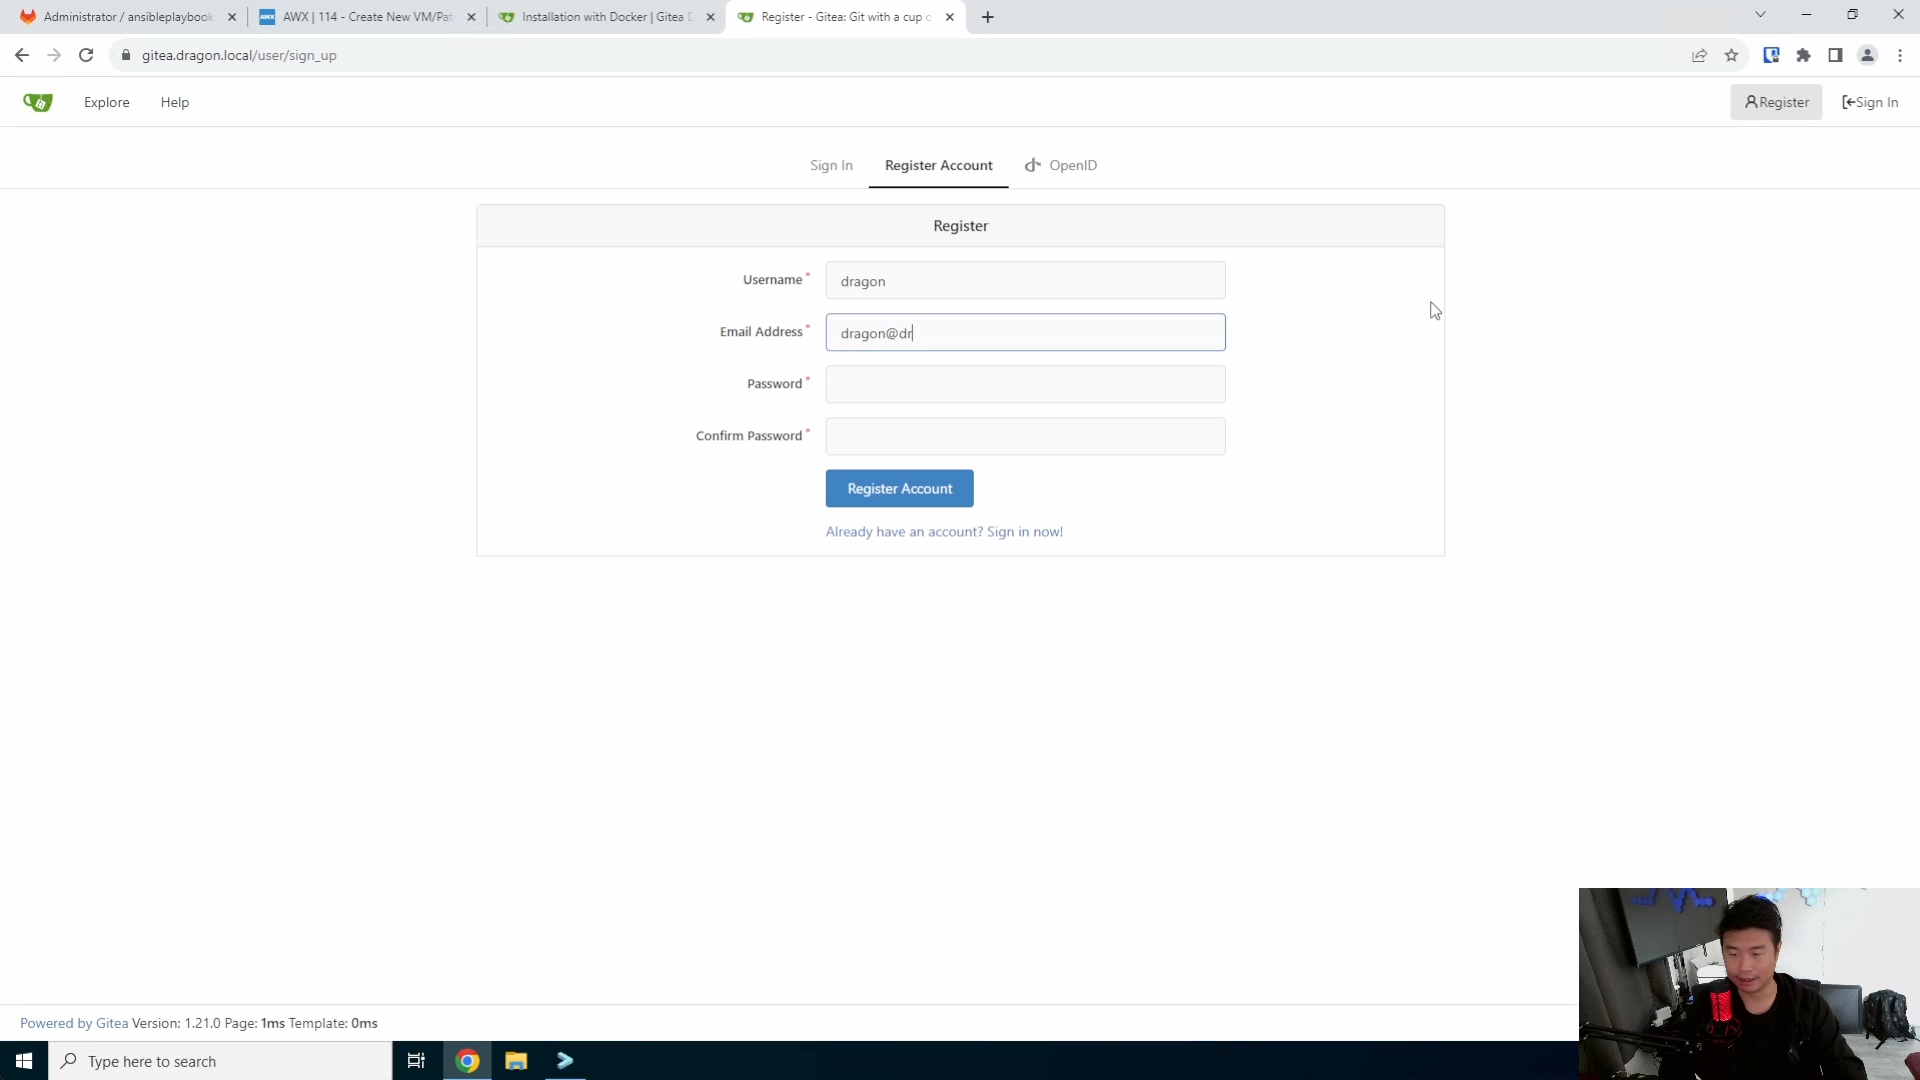 Administrator / ansibleplaybook
AWX | 114 - Create New VM/Pat
Installation with Docker | Gitea D
Register - Gitea: Git with a cup o
gitea.dragon.local/user/sign_up
Explore
Help
Register
Sign In
Sign In
Register Account
OpenID
Register
Username *
dragon
Email Address *
dragon@dr
Password *
Confirm Password *
Register Account
Already have an account? Sign in now!
Powered by Gitea Version: 1.21.0 Page: 1ms Template: 0ms
Type here to search